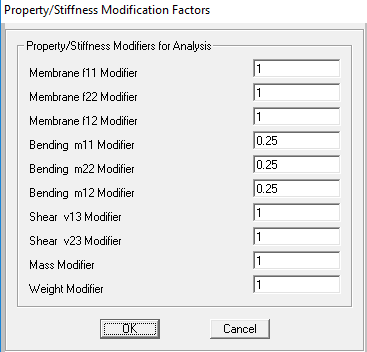 Property/Stiffness Modification Factors
Property/Stiffness Modifiers for Analysis
Membrane f11 Modifier 1
Membrane f22 Modifier 1
Membrane f12 Modifier 1
Bending m11 Modifier 0.25
Bending m22 Modifier 0.25
Bending m12 Modifier 0.25
Shear v13 Modifier 1
Shear v23 Modifier 1
Mass Modifier 1
Weight Modifier 1
OK Cancel